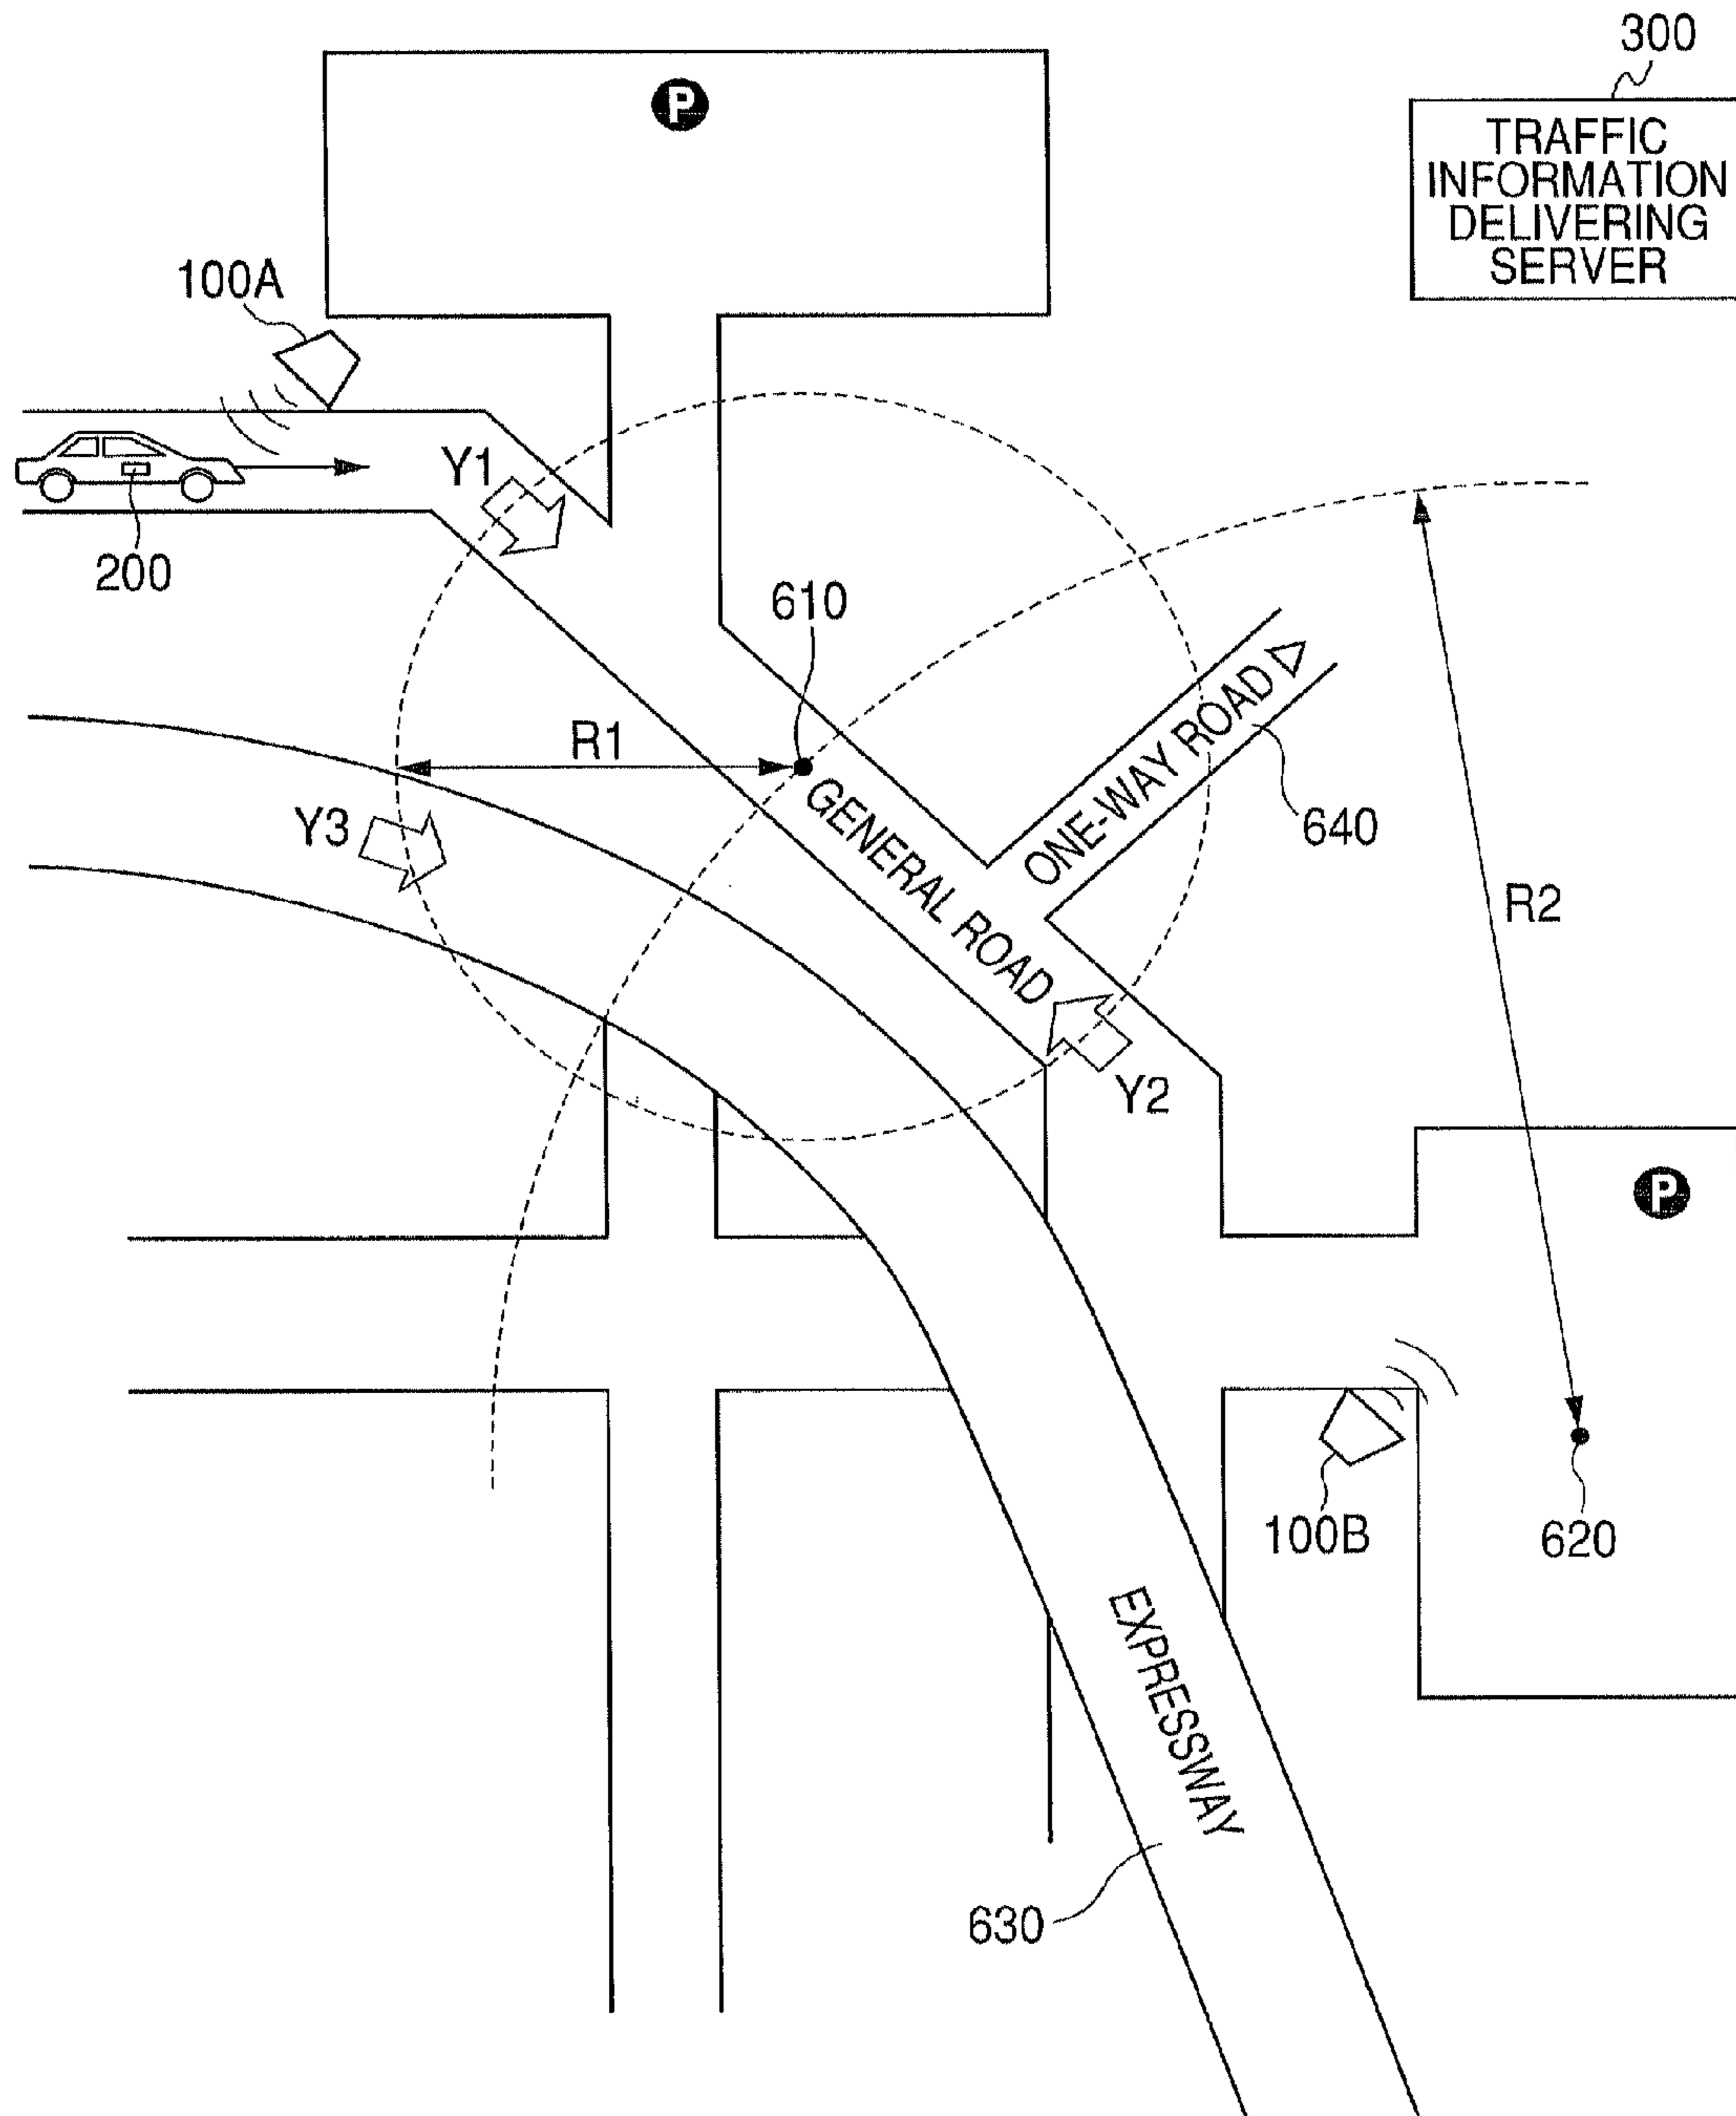 300
TRAFFIC
INFORMATION
DELIVERING
SERVER
P
100A
Y1
200
610
R1
Y3
GENERAL ROAD
ONE-WAY ROAD
640
R2
Y2
P
100B
620
EXPRESSWAY
630